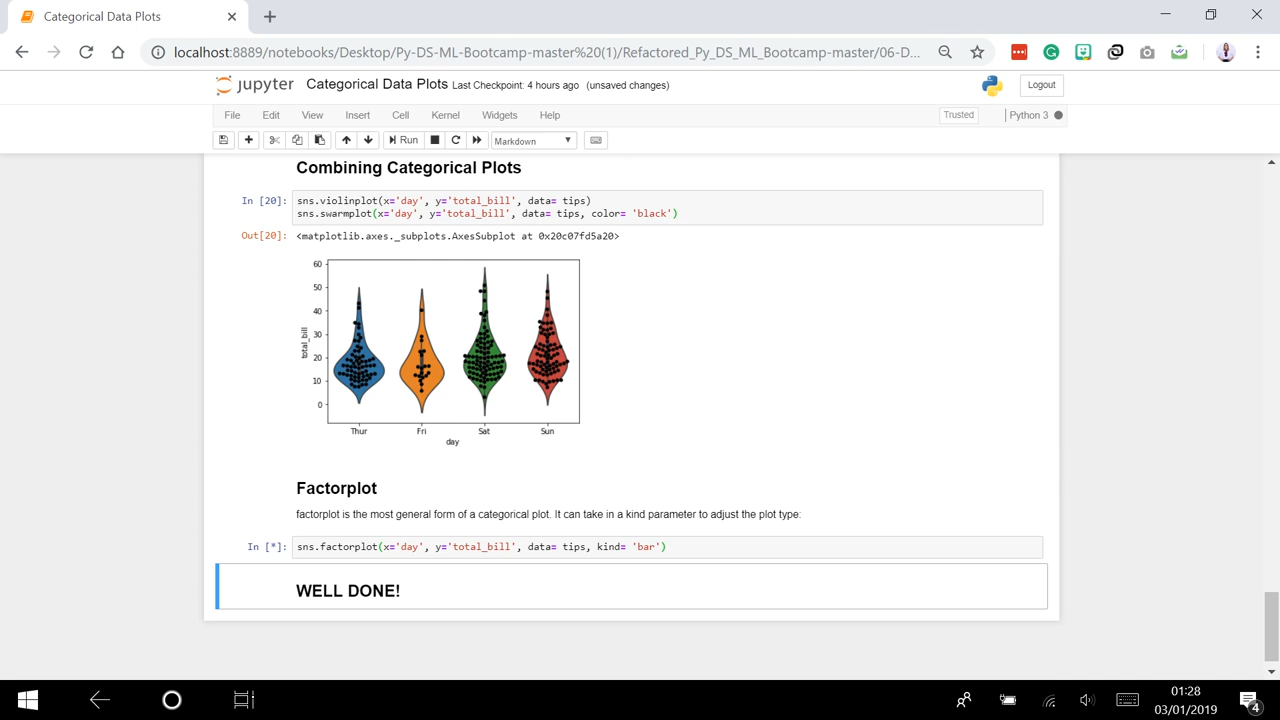 Categorical Data Plots
localhost:8889/notebooks/Desktop/Py-DS-ML-Bootcamp-master%20(1)/Refactored_Py_DS_ML_Bootcamp-master/06-D...
jupyter Categorical Data Plots Last Checkpoint: 4 hours ago (unsaved changes)
Logout
File Edit View Insert Cell Kernel Widgets Help
Trusted
Python 3
Run
Markdown
Combining Categorical Plots
In [20]: sns.violinplot(x='day', y='total_bill', data= tips)
sns.swarmplot(x='day', y='total_bill', data= tips, color= 'black')
Out[20]: <matplotlib.axes._subplots.AxesSubplot at 0x20c07fd5a20>
60
50
40
30
20
10
0
total_bill
Thur Fri Sat Sun
day
Factorplot
factorplot is the most general form of a categorical plot. It can take in a kind parameter to adjust the plot type:
In [*]: sns.factorplot(x='day', y='total_bill', data= tips, kind= 'bar')
WELL DONE!
01:28
03/01/2019
4